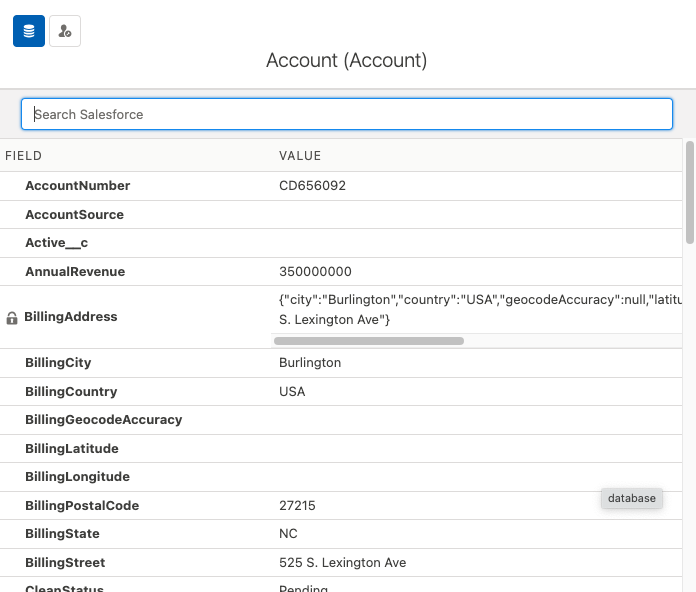 Account (Account)
Search Salesforce
FIELD VALUE
AccountNumber CD656092
AccountSource
Active__c
AnnualRevenue 350000000
BillingAddress {"city":"Burlington","country":"USA","geocodeAccuracy":null,"latitu
S. Lexington Ave"}
BillingCity Burlington
BillingCountry USA
BillingGeocodeAccuracy
BillingLatitude
BillingLongitude
database
BillingPostalCode 27215
BillingState NC
BillingStreet 525 S. Lexington Ave
CleanStatus Pending